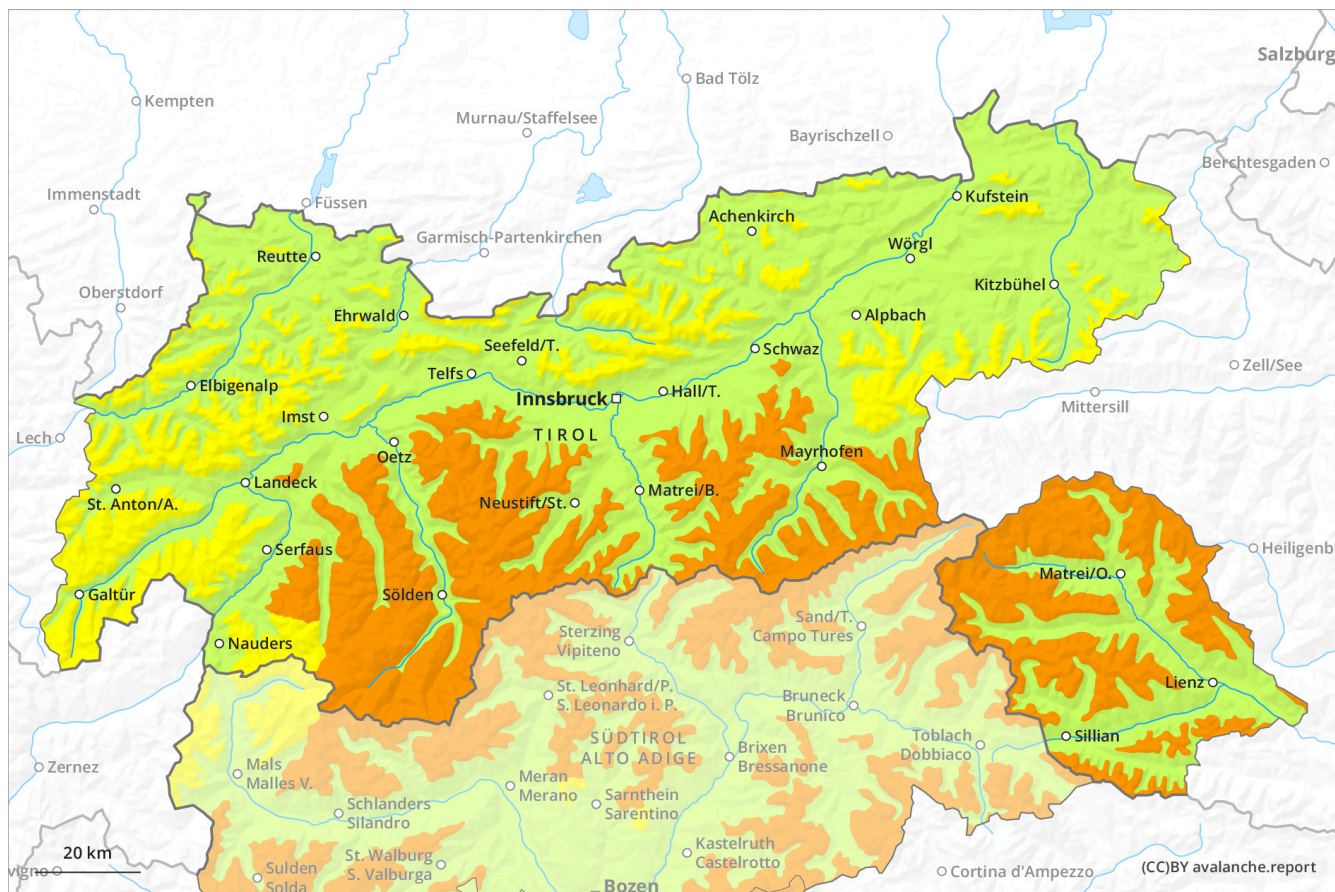 Salzburg
Kempten
Bad Tölz
Murnau/Staffelsee
Bayrischzell
Berchtesgaden
Immenstadt
Füssen
Kufstein
Achenkirch
Garmisch-Partenkirchen
Wörgl
Reutte
Oberstdorf
Kitzbühel
Ehrwald
Alpbach
Seefeld/T.
Schwaz
Zell/See
Telfs
Elbigenalp
Hall/T.
Innsbruck
Mittersill
Imst
Lech
TIROL
Oetz
Mayrhofen
Landeck
Matrei/B.
St. Anton/A.
Neustift/St.
Serfaus
Heiligenb
Matrei/O.
Galtür
Sölden
Sand/T.
Campo Tures
Sterzing
Vipiteno
Nauders
Lienz
St. Leonhard/P.
S. Leonardo i. P.
Bruneck
Brunico
SÜDTIROL
ALTO ADIGE
Toblach
Dobbiaco
Sillian
Brixen
Bressanone
Zernez
Mals
Malles V.
Meran
Merano
Sarnthein
Sarentino
Schlanders
Silandro
Kastelruth
Castelrotto
20 km
St. Walburg
S. Valburga
vigno
Sulden
Solda
Cortina d'Ampezzo
(CC)BY avalanche.report
Bozen